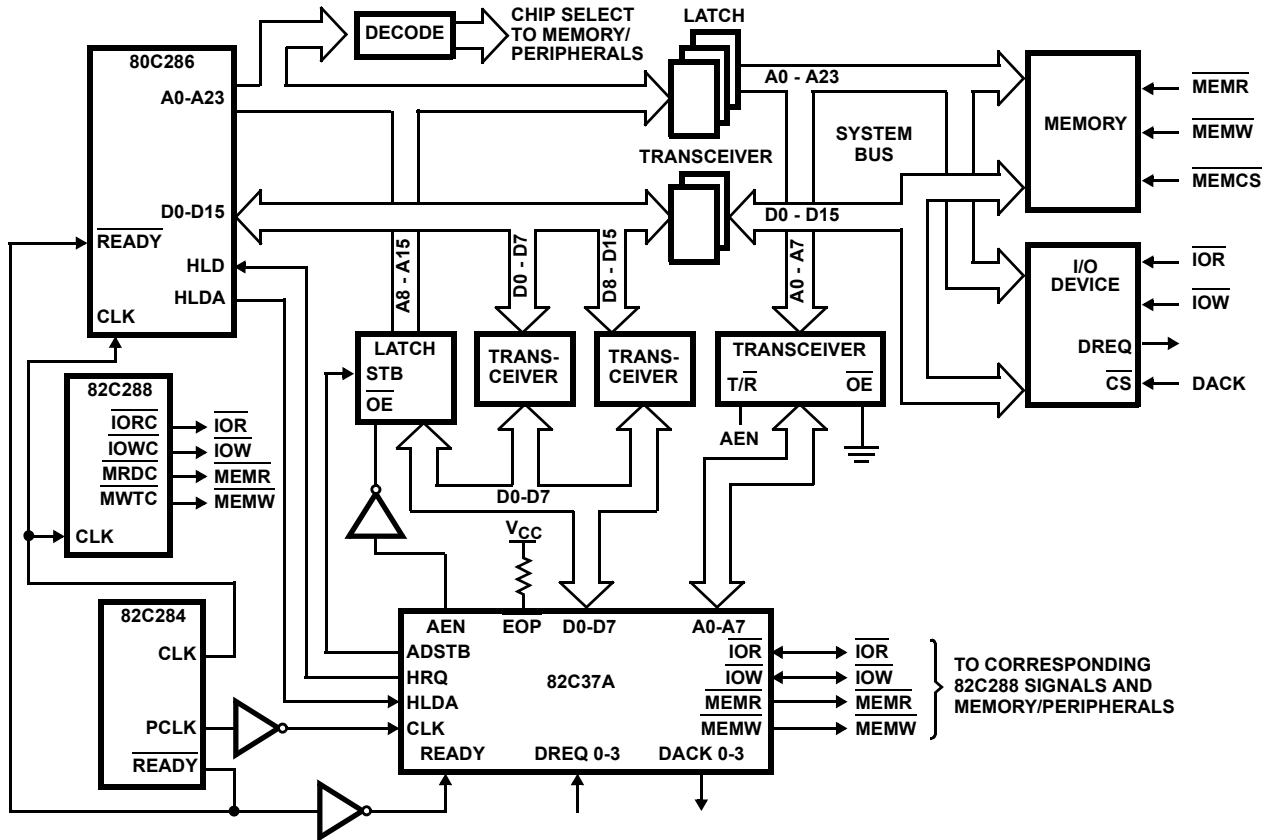 CHIP SELECT
TO MEMORY/
PERIPHERALS
DECODE
LATCH
80C286
A0-A23
D0-D15
READY
HLD
HLDA
CLK
A0 - A23
SYSTEM
BUS
TRANSCEIVER
D0 - D15
MEMORY
MEMR
MEMW
MEMCS
I/O
DEVICE
DREQ
CS
IOR
IOW
DACK
A8 - A15
D0 - D7
D8 - D15
A0 - A7
LATCH
STB
OE
TRANS-
CEIVER
TRANS-
CEIVER
TRANSCEIVER
T/R
OE
AEN
82C288
IORC
IOWC
MRDC
MWTC
CLK
IOR
IOW
MEMR
MEMW
D0-D7
VCC
82C284
CLK
PCLK
READY
AEN
EOP
D0-D7
A0-A7
ADSTB
HRQ
HLDA
CLK
READY
82C37A
DREQ 0-3
DACK 0-3
IOR
IOW
MEMR
MEMW
IOR
IOW
MEMR
MEMW
TO CORRESPONDING
82C288 SIGNALS AND
MEMORY/PERIPHERALS